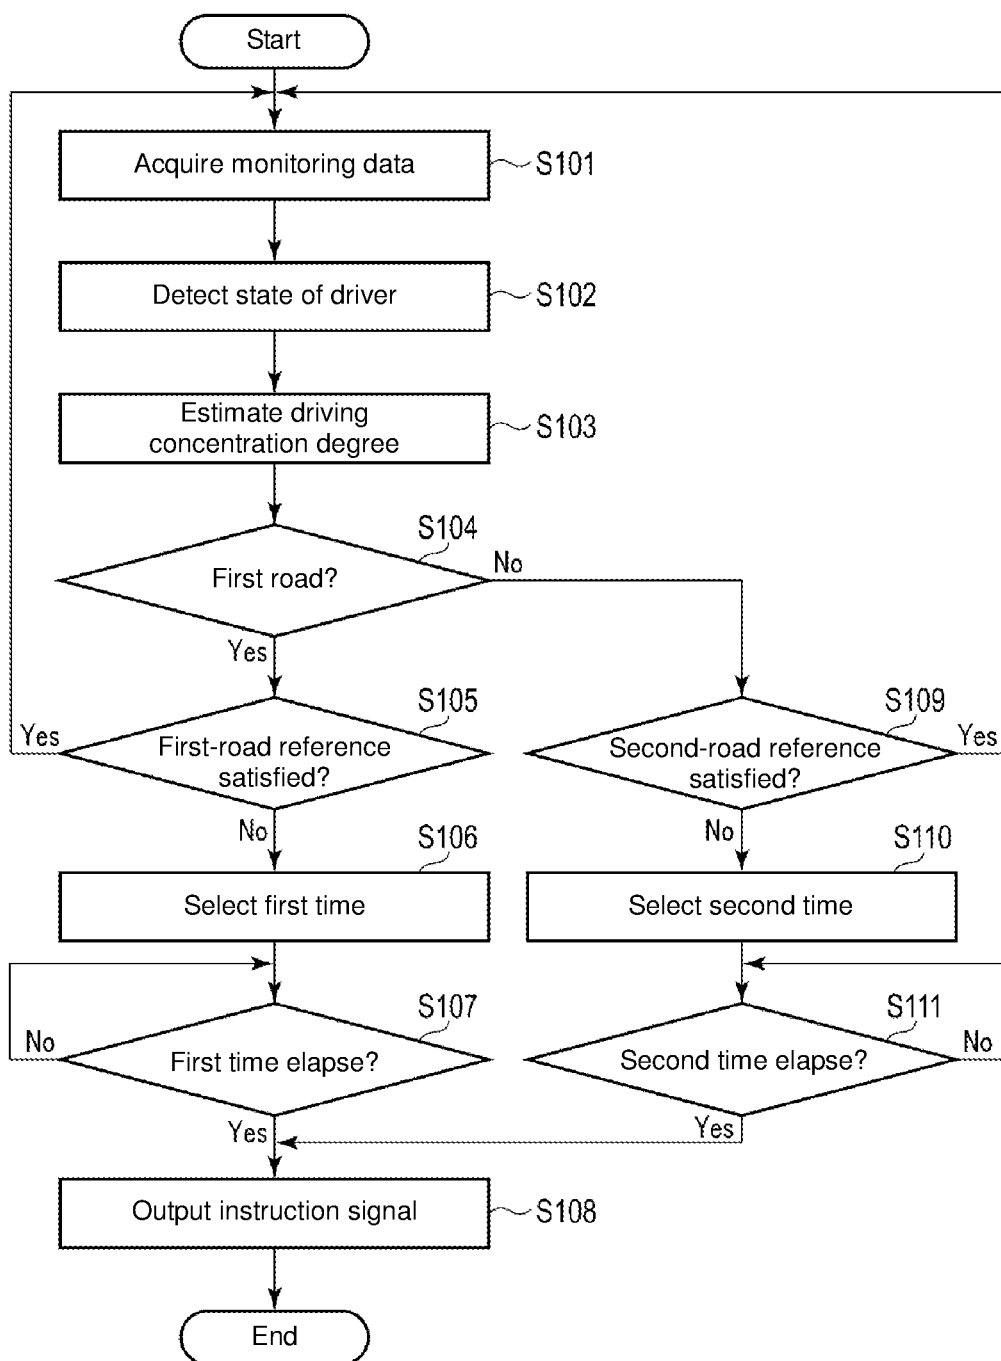 Start
Acquire monitoring data
S101
Detect state of driver
S102
Estimate driving
concentration degree
S103
S104
First road?
No
Yes
S105
First-road reference
satisfied?
Yes
No
S109
Second-road reference
satisfied?
Yes
No
S106
Select first time
S110
Select second time
S107
First time elapse?
No
Yes
S111
Second time elapse?
No
Yes
Output instruction signal
S108
End